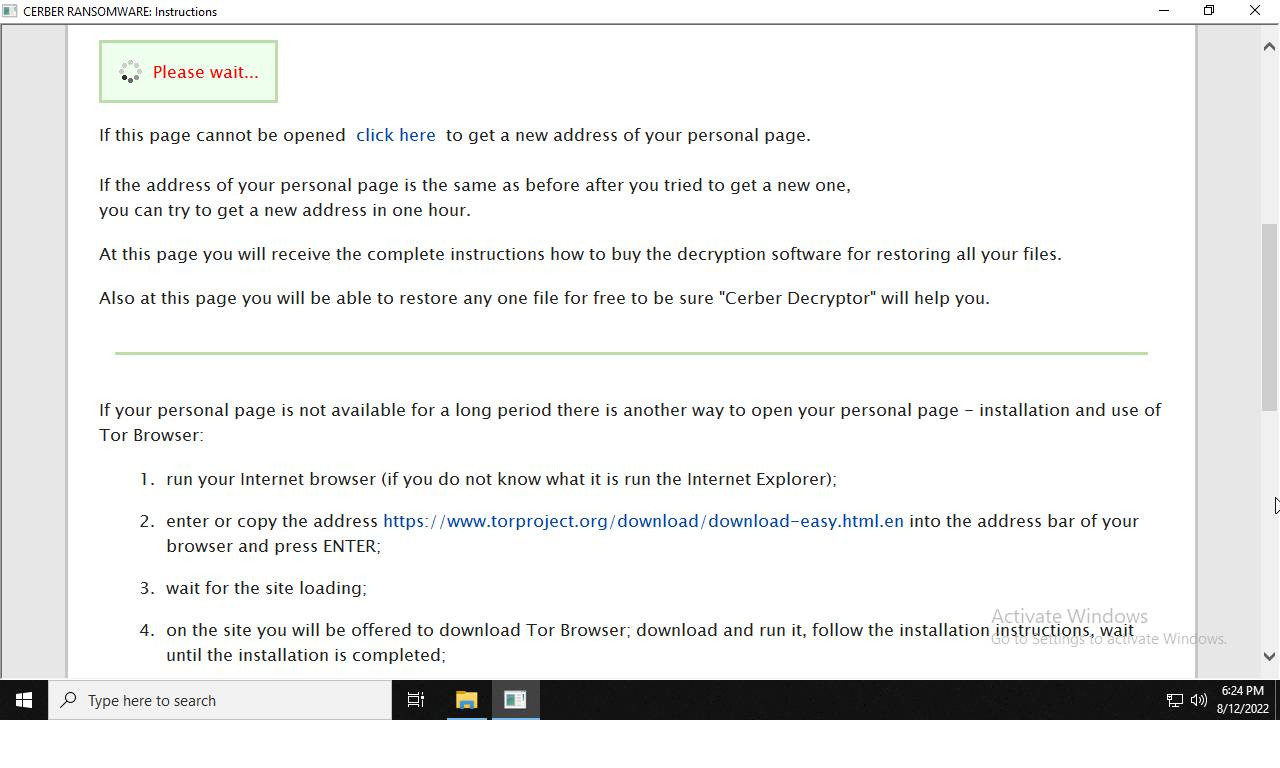 CERBER RANSOMWARE: Instructions
Please wait...
If this page cannot be opened click here to get a new address of your personal page.
If the address of your personal page is the same as before after you tried to get a new one,
you can try to get a new address in one hour.
At this page you will receive the complete instructions how to buy the decryption software for restoring all your files.
Also at this page you will be able to restore any one file for free to be sure "Cerber Decryptor" will help you.
If your personal page is not available for a long period there is another way to open your personal page – installation and use of
Tor Browser:
1. run your Internet browser (if you do not know what it is run the Internet Explorer);
2. enter or copy the address https://www.torproject.org/download/download-easy.html.en into the address bar of your
browser and press ENTER;
3. wait for the site loading;
4. on the site you will be offered to download Tor Browser; download and run it, follow the installation instructions, wait
until the installation is completed;
Activate Windows
Go to Settings to activate Windows.
Type here to search
6:24 PM
8/12/2022